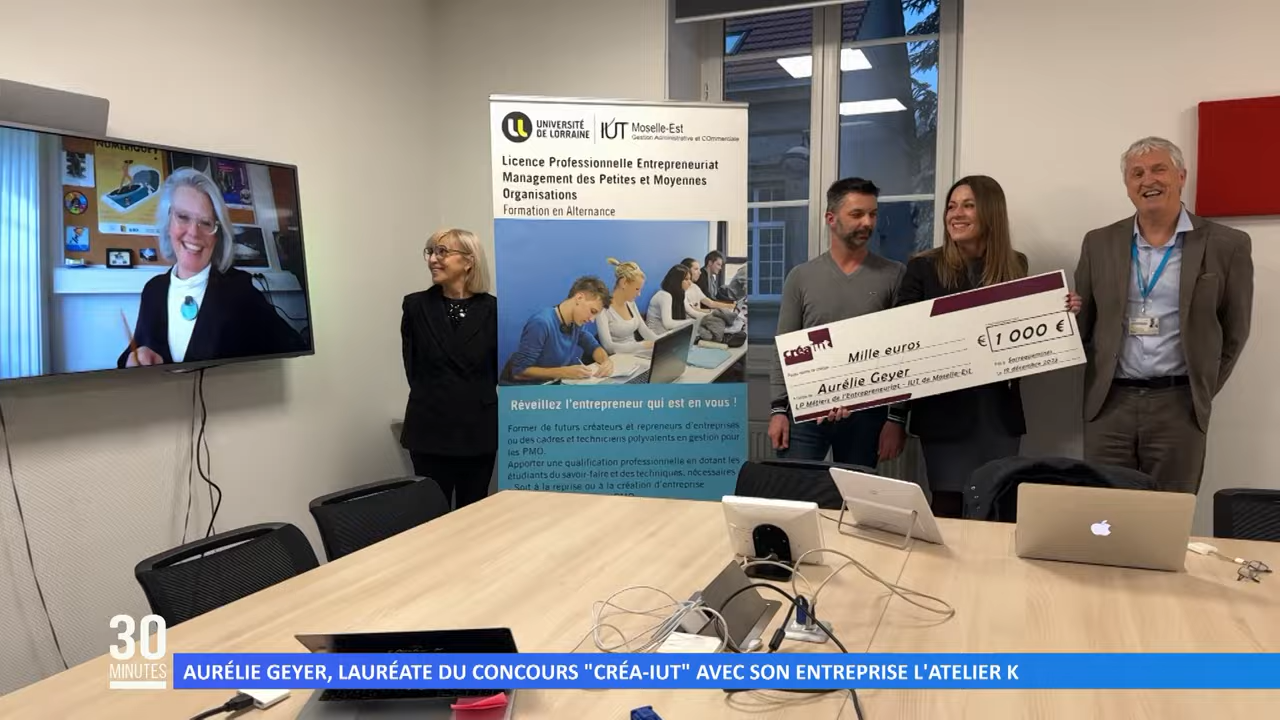 NUMÉRIQUE
UNIVERSITÉ
DE LORRAINE
IUT Moselle-Est
Gestion Administrative et COmmerciale
Licence Professionnelle Entrepreneuriat
Management des Petites et Moyennes
Organisations
Formation en Alternance
Réveillez l'entrepreneur qui est en vous !
Former de futurs créateurs et repreneurs d'entreprises
ou des cadres et techniciens polyvalents en gestion pour
les PMO.
Apporter une qualification professionnelle en dotant les
étudiants du savoir-faire et des techniques, nécessaires
Soit à la reprise ou à la création d'entreprise
créaiut
Mille euros
€ 1 000 €
Aurélie Geyer
LP Métiers de l'Entrepreneuriat - IUT de Moselle-Est
Sarreguemines
30
MINUTES
AURÉLIE GEYER, LAURÉATE DU CONCOURS "CRÉA-IUT" AVEC SON ENTREPRISE L'ATELIER K